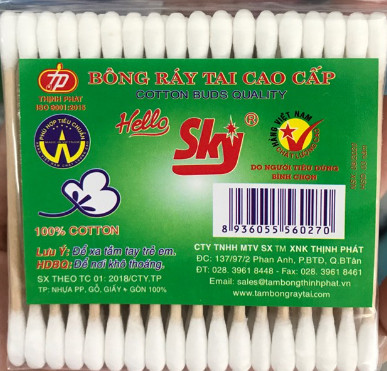 TP
THỊNH PHÁT
ISO 9001:2015
BÔNG RÁY TAI CAO CẤP
COTTON BUDS QUALITY
PHÙ HỢP TIÊU CHUẨN
Hello
Sky®
HÀNG VIỆT NAM
CHẤT LƯỢNG CAO
DO NGƯỜI TIÊU DÙNG
BÌNH CHỌN
100% COTTON
8 936055 560270
Lưu Ý: Để xa tầm tay trẻ em.
HDBQ: Để nơi khô thoáng.
SX THEO TC 01: 2018/CTY.TP
TP: NHỰA PP, GỖ, GIẤY + GÒN 100%
CTY TNHH MTV SX TM XNK THỊNH PHÁT
ĐC: 137/97/2 Phan Anh, P.BTĐ, Q.BTân
ĐT: 028. 3961 8448 - Fax: 028. 3961 8461
Email: sales@tambongthinhphat.vn
www.tambongraytai.com